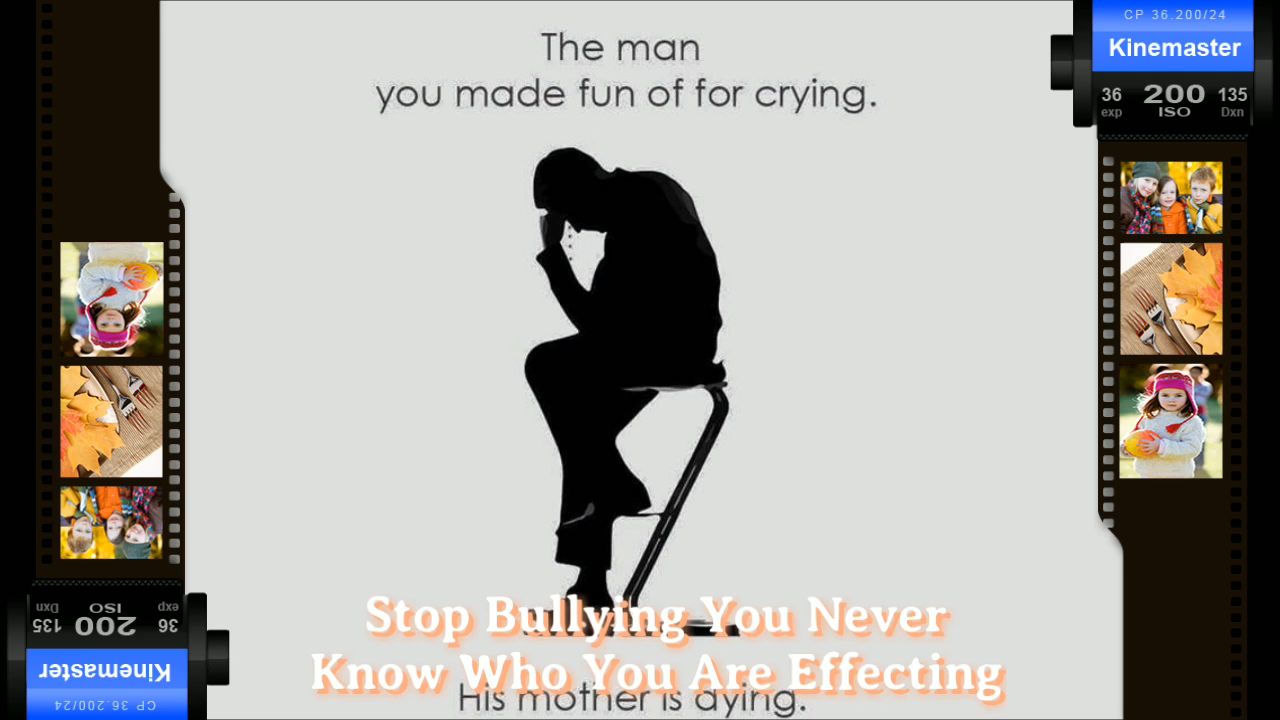 The man
you made fun of for crying.
CP 36.200/24
Kinemaster
36 200 135
exp ISO Dxn
Stop Bullying You Never
Know Who You Are Effecting
His mother is dying.
36 200 135
exp ISO Dxn
Kinemaster
CP 36.200/24